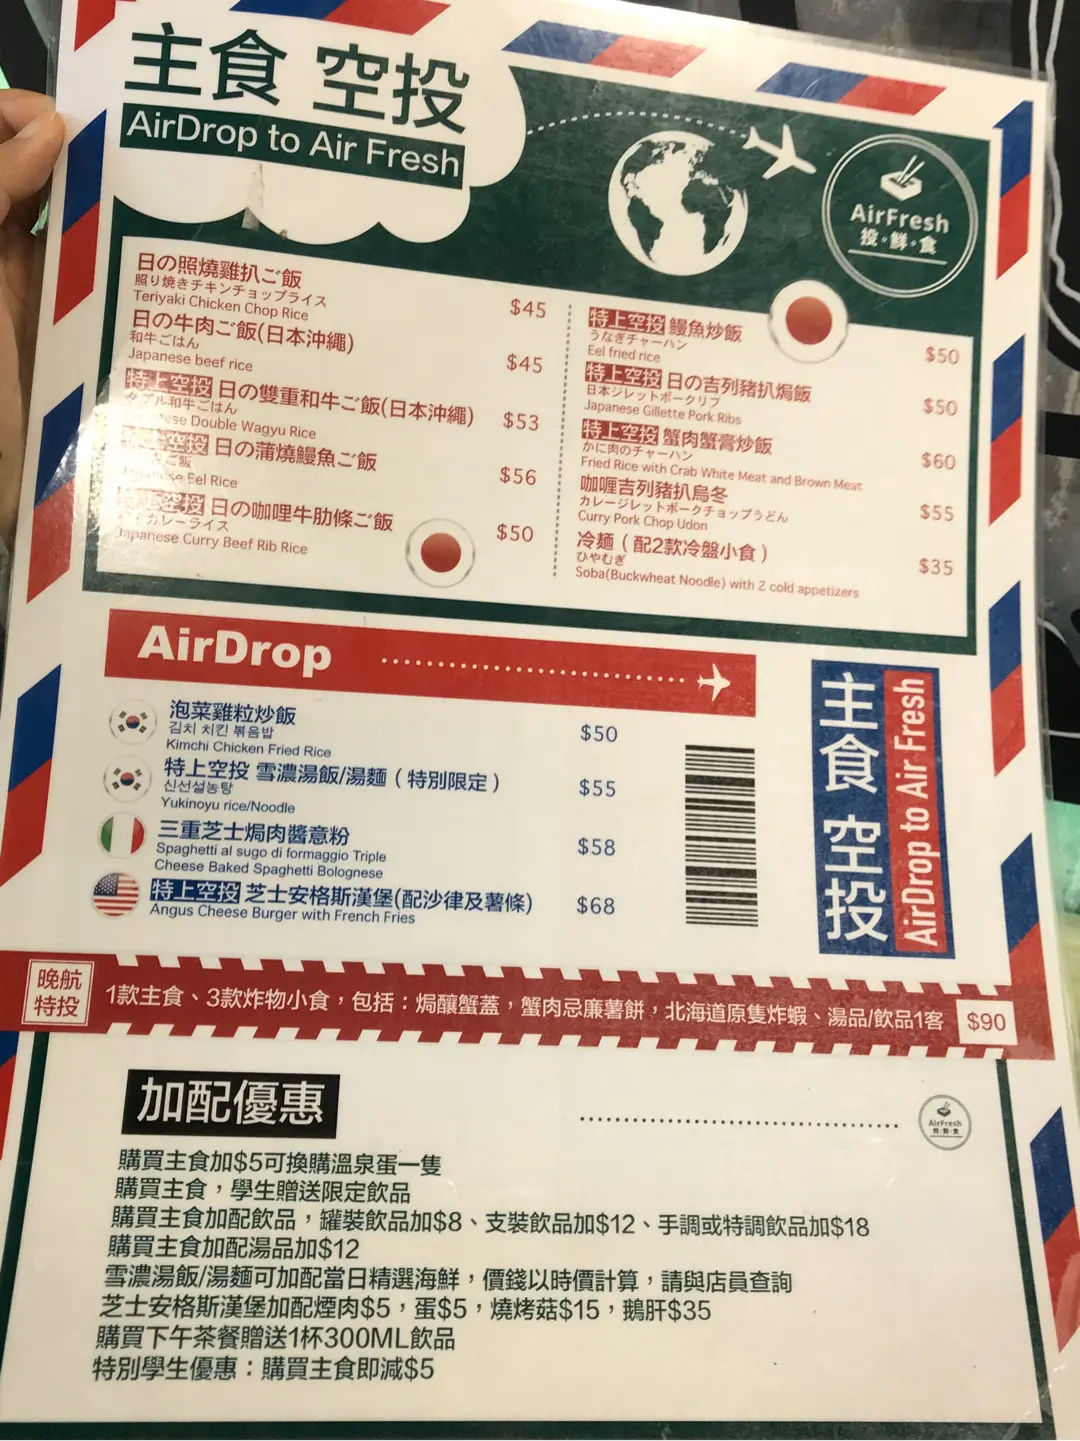 主食 空投
AirDrop to Air Fresh
AirFresh
投。鮮。食
日の照燒雞扒ご飯
照り焼きチキンチョップライス
Teriyaki Chicken Chop Rice
$45
日の牛肉ご飯(日本沖繩)
和牛ごはん
Japanese beef rice
$45
特上空投 日の雙重和牛ご飯(日本沖繩)
ダブル和牛ごはん
Double Wagyu Rice
$53
上空投 日の蒲燒鰻魚ご飯
ご飯
Eel Rice
$56
特上空投 日の咖哩牛肋條ご飯
カレーライス
Japanese Curry Beef Rib Rice
$50
特上空投 鰻魚炒飯
うなぎチャーハン
Eel fried rice
$50
特上空投 日の吉列豬扒焗飯
日本ジレットポークリブ
Japanese Gillette Pork Ribs
$50
特上空投 蟹肉蟹膏炒飯
かに肉のチャーハン
Fried Rice with Crab White Meat and Brown Meat
$60
咖喱吉列豬扒烏冬
カレージレットポークチョップうどん
Curry Pork Chop Udon
$55
冷麵（配2款冷盤小食）
ひやむぎ
Soba(Buckwheat Noodle) with 2 cold appetizers
$35
AirDrop
泡菜雞粒炒飯
김치 치킨 볶음밥
Kimchi Chicken Fried Rice
$50
特上空投 雪濃湯飯/湯麵（特別限定）
신선설농탕
Yukinoyu rice/Noodle
$55
三重芝士焗肉醬意粉
Spaghetti al sugo di formaggio Triple
Cheese Baked Spaghetti Bolognese
$58
特上空投 芝士安格斯漢堡(配沙律及薯條)
Angus Cheese Burger with French Fries
$68
主食 空投
AirDrop to Air Fresh
晚航
特投
1款主食、3款炸物小食，包括：焗釀蟹蓋，蟹肉忌廉薯餅，北海道原隻炸蝦、湯品/飲品1客
$90
加配優惠
AirFresh
投。鮮。食
購買主食加$5可換購溫泉蛋一隻
購買主食，學生贈送限定飲品
購買主食加配飲品，罐裝飲品加$8、支裝飲品加$12、手調或特調飲品加$18
購買主食加配湯品加$12
雪濃湯飯/湯麵可加配當日精選海鮮，價錢以時價計算，請與店員查詢
芝士安格斯漢堡加配煙肉$5，蛋$5，燒烤菇$15，鵝肝$35
購買下午茶餐贈送1杯300ML飲品
特別學生優惠：購買主食即減$5